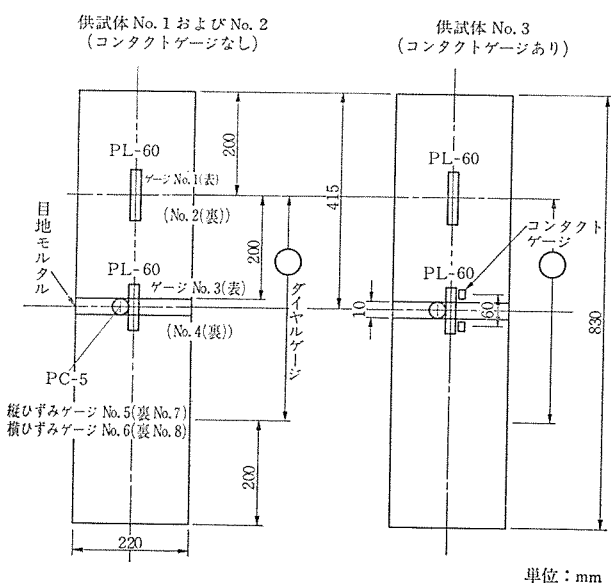 供試体 No.1 および No.2
(コンタクトゲージなし)
供試体 No.3
(コンタクトゲージあり)
PL-60
ゲージ No.1(表)
(No.2(裏))
200
415
目地モルタル
PL-60
ゲージ No.3(表)
(No.4(裏))
200
ダイヤルゲージ
PC-5
縦ひずみゲージ No.5(裏 No.7)
横ひずみゲージ No.6(裏 No.8)
200
220
PL-60
コンタクト
ゲージ
PL-60
10
60
830
単位:mm